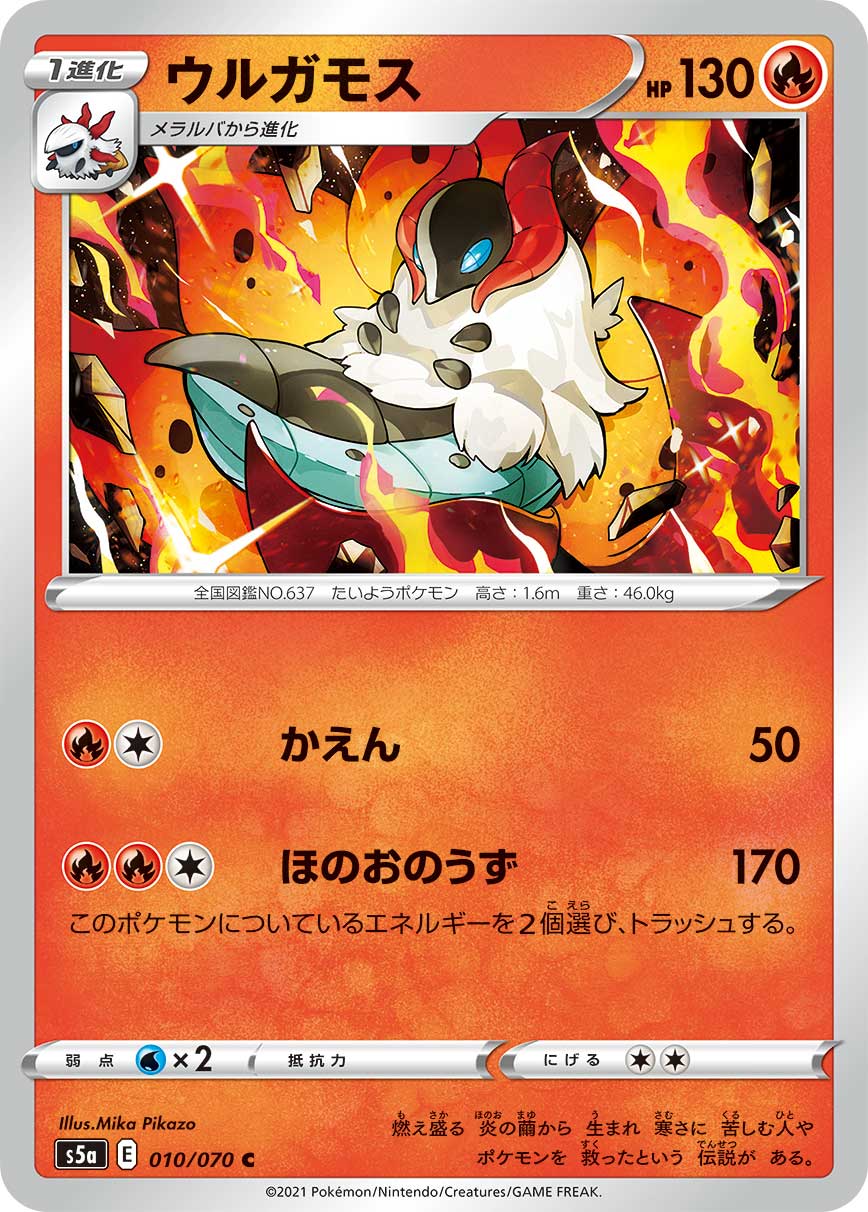 1進化
ウルガモス
HP 130
メラルバから進化
全国図鑑NO.637 たいようポケモン 高さ:1.6m 重さ:46.0kg
かえん 50
ほのおのうず 170
このポケモンについているエネルギーを2個選び、トラッシュする。
弱点 ×2 抵抗力 にげる
Illus.Mika Pikazo
燃え盛る 炎の繭から 生まれ 寒さに 苦しむ人や
ポケモンを 救ったという 伝説が ある。
s5a E 010/070 C
©2021 Pokémon/Nintendo/Creatures/GAME FREAK.